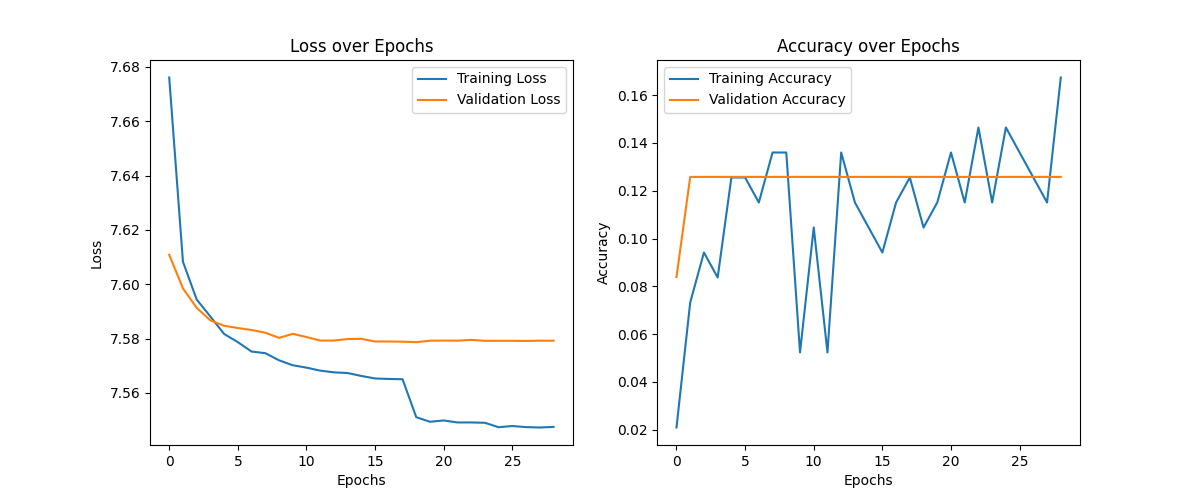 Loss over Epochs
Training Loss
Validation Loss
7.68
7.66
7.64
7.62
7.60
7.58
7.56
Loss
0 5 10 15 20 25
Epochs
Accuracy over Epochs
Training Accuracy
Validation Accuracy
0.16
0.14
0.12
0.10
0.08
0.06
0.04
0.02
Accuracy
0 5 10 15 20 25
Epochs